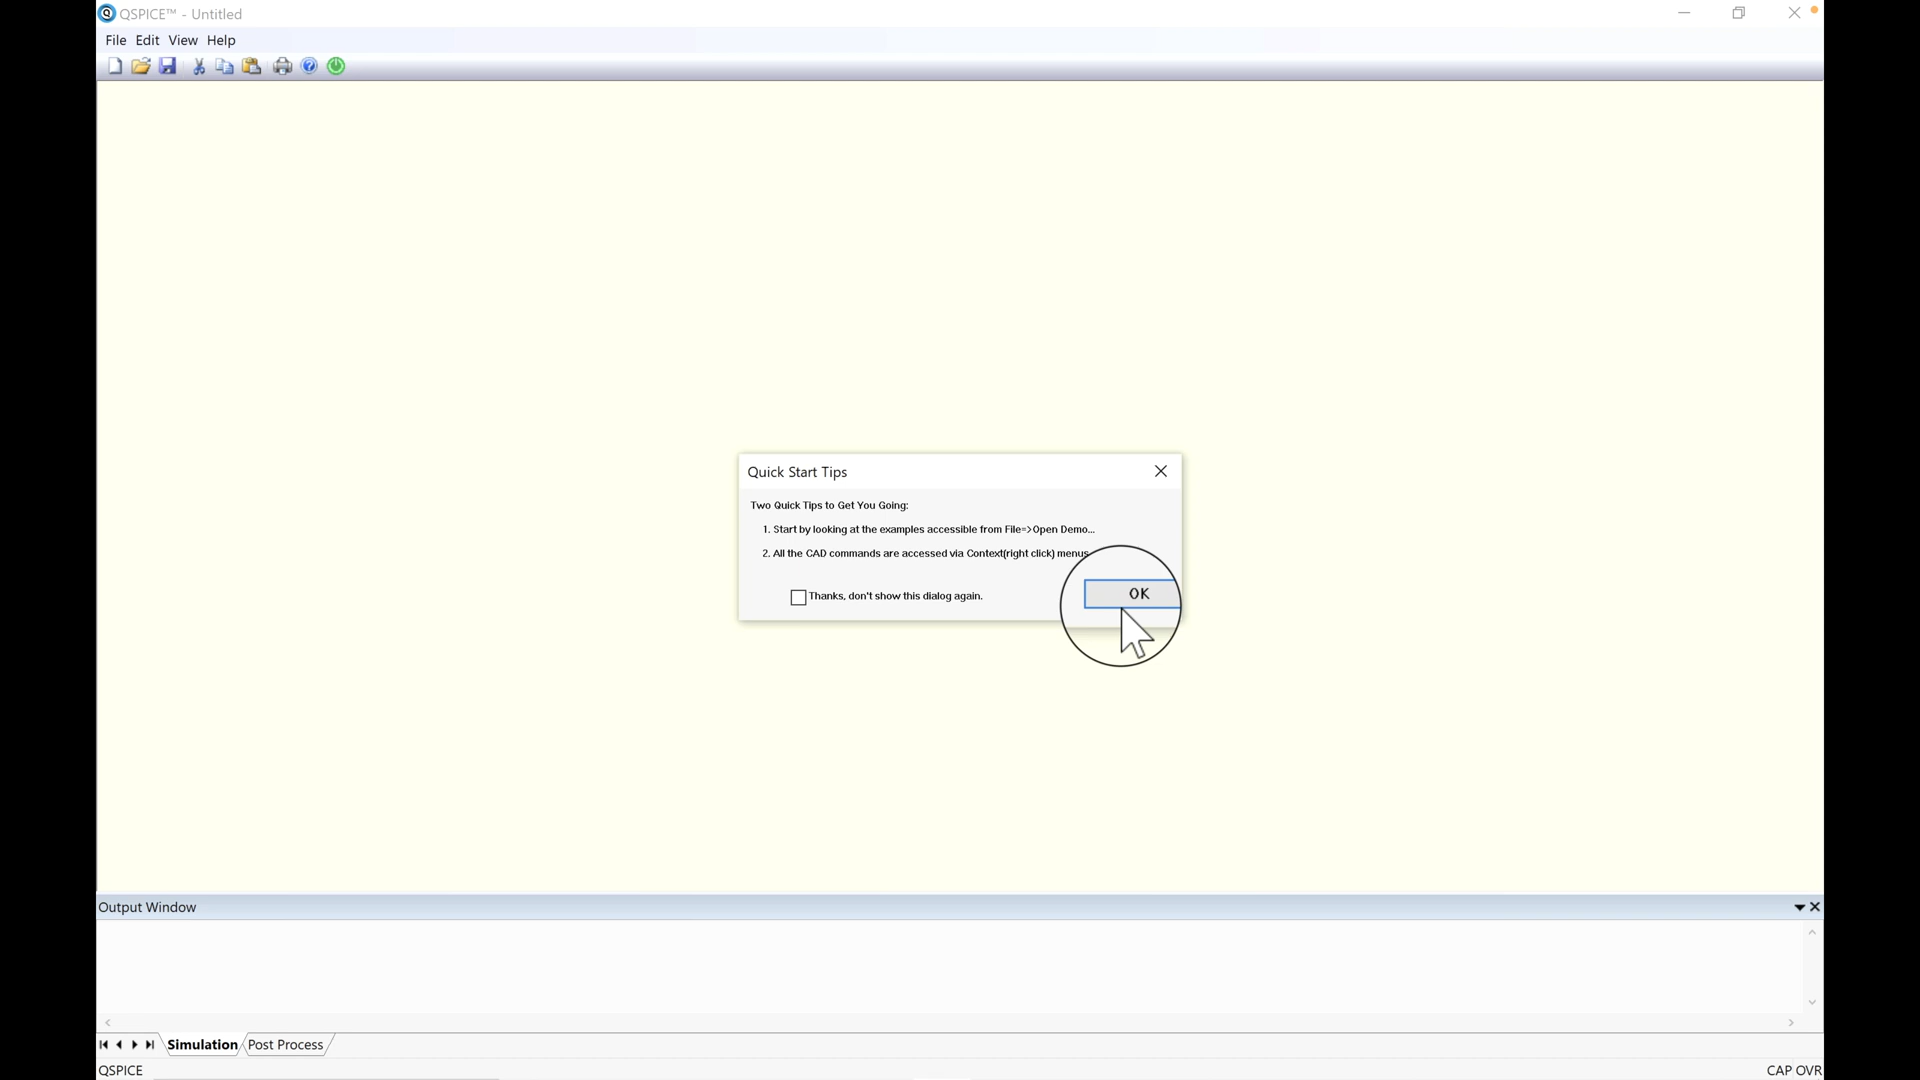 QSPICE™ - Untitled
File Edit View Help
Quick Start Tips
Two Quick Tips to Get You Going:
1. Start by looking at the examples accessible from File=>Open Demo...
2. All the CAD commands are accessed via Context(right click) menus
Thanks, don't show this dialog again.
OK
Output Window
Simulation Post Process
QSPICE
CAP OVR